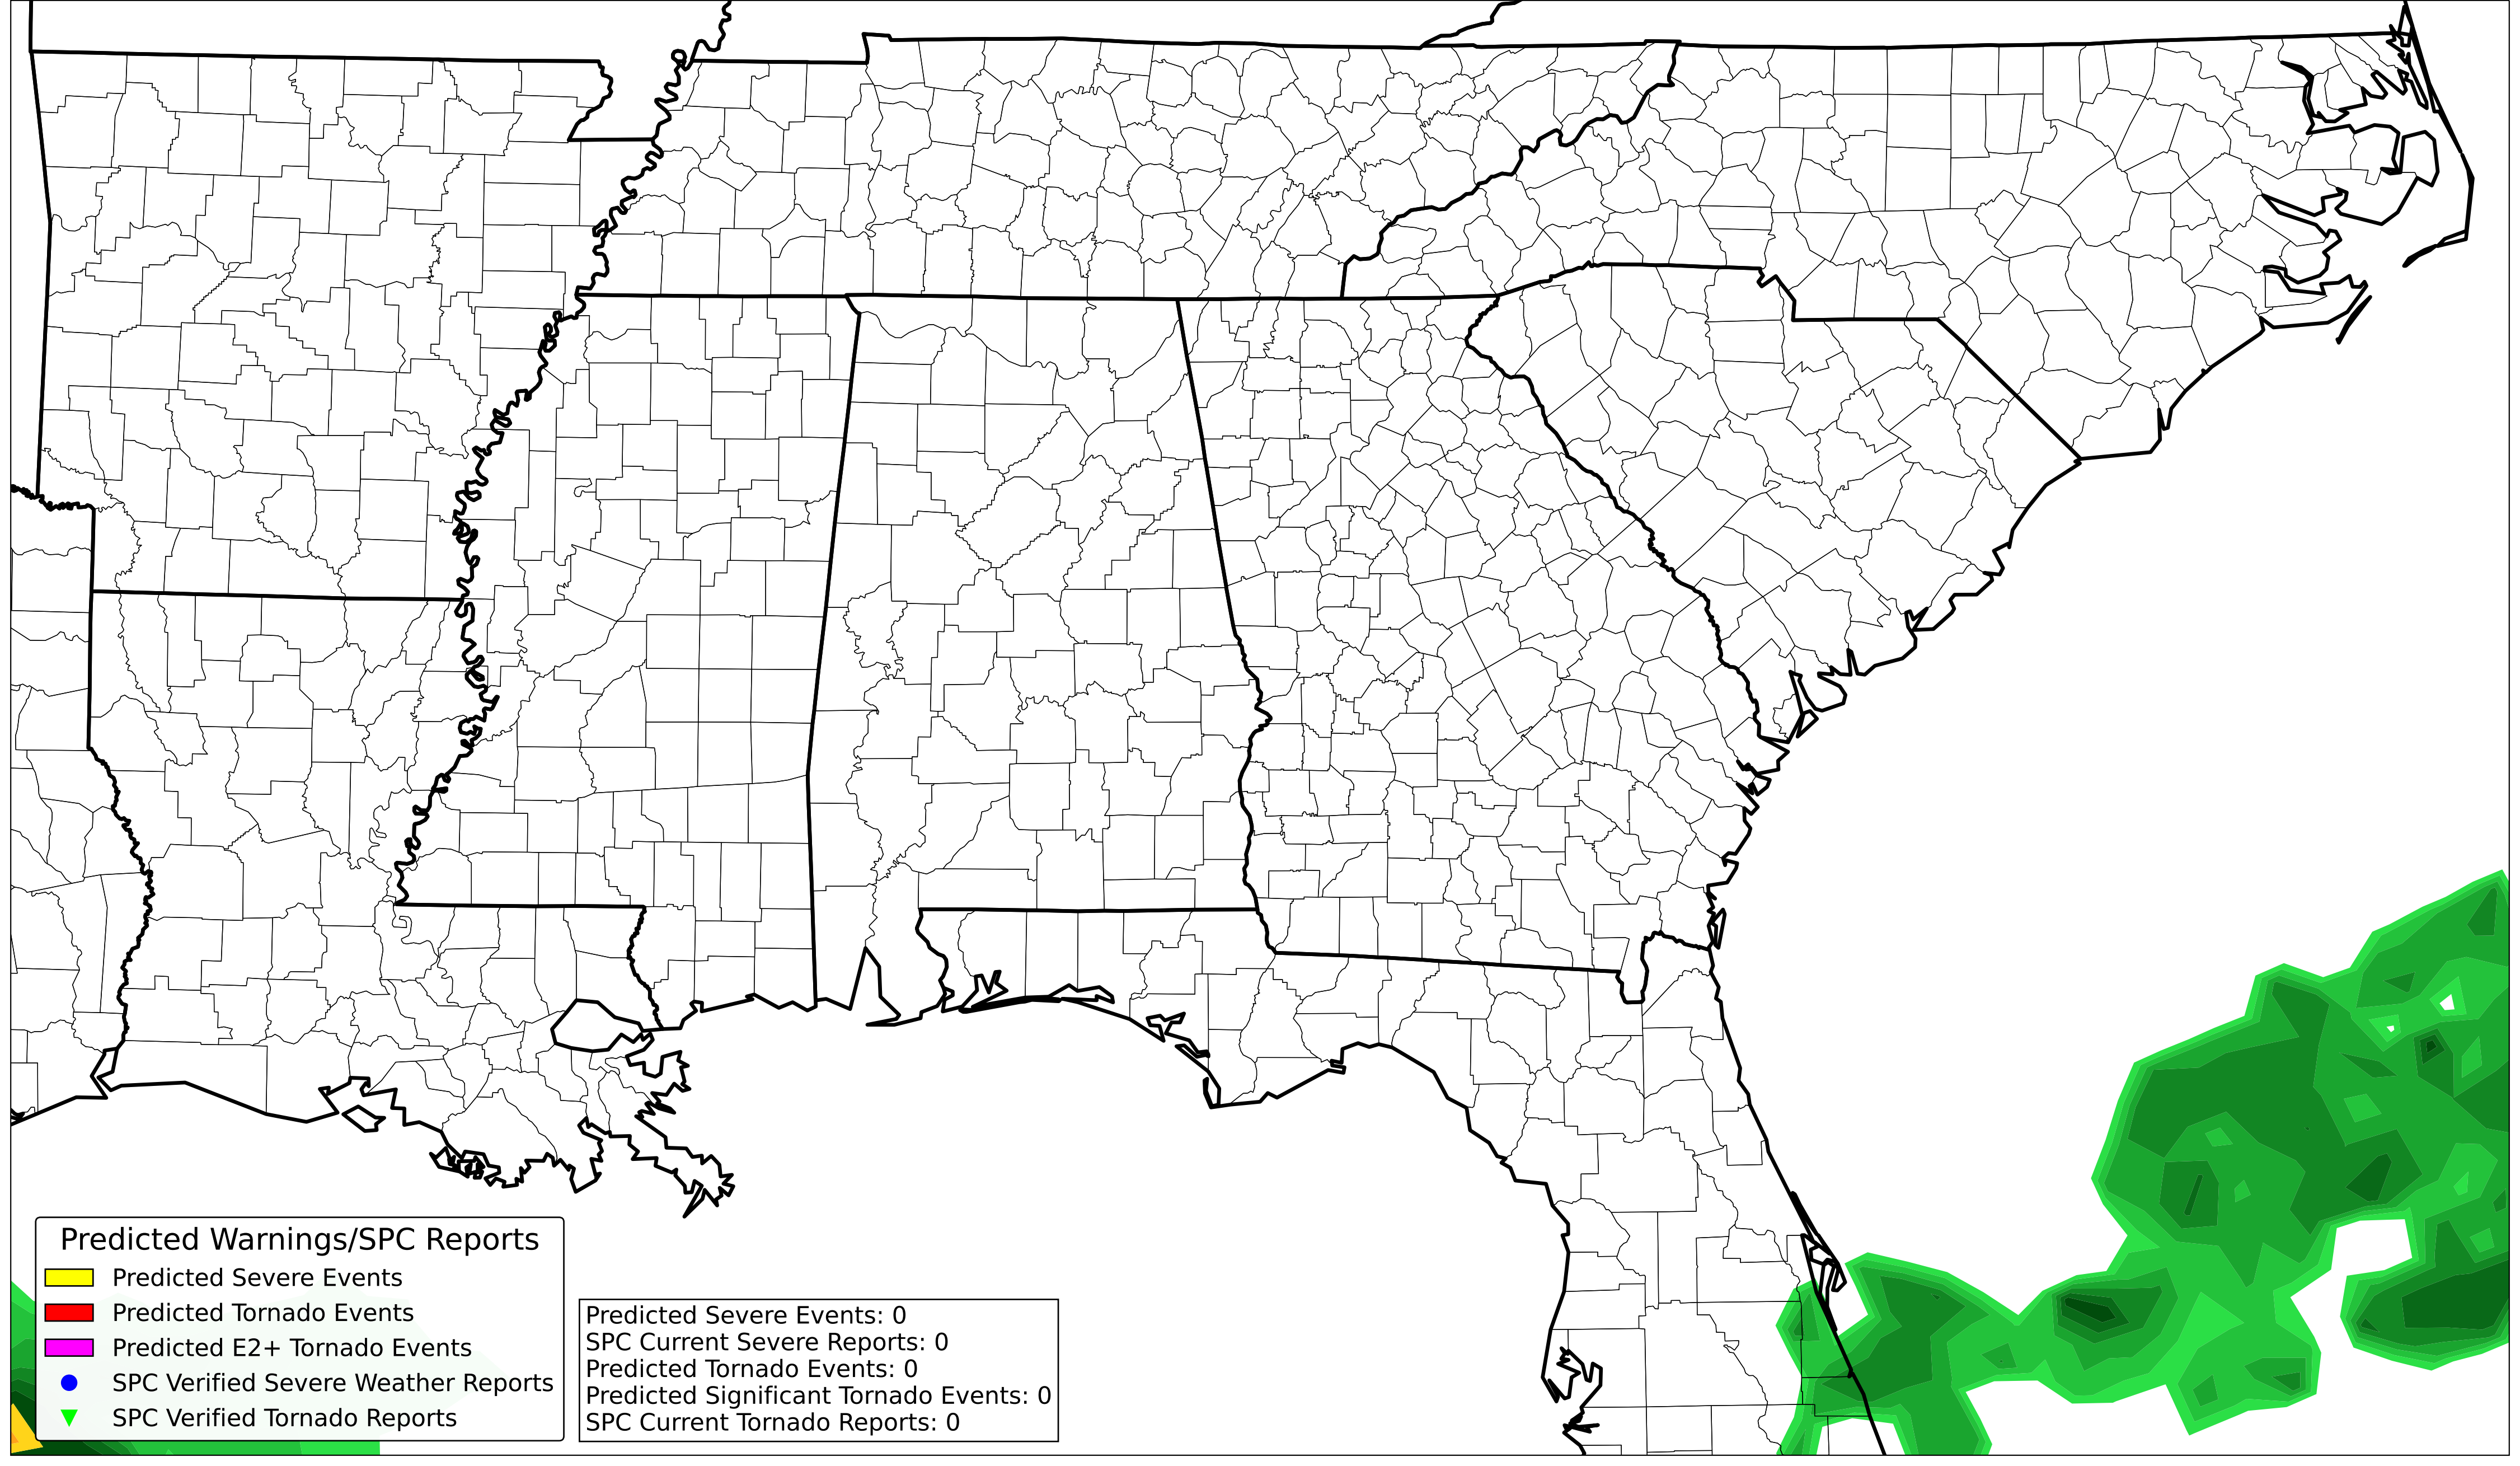 Predicted Warnings/SPC Reports
Predicted Severe Events
Predicted Tornado Events
Predicted E2+ Tornado Events
SPC Verified Severe Weather Reports
SPC Verified Tornado Reports
Predicted Severe Events: 0
SPC Current Severe Reports: 0
Predicted Tornado Events: 0
Predicted Significant Tornado Events: 0
SPC Current Tornado Reports: 0